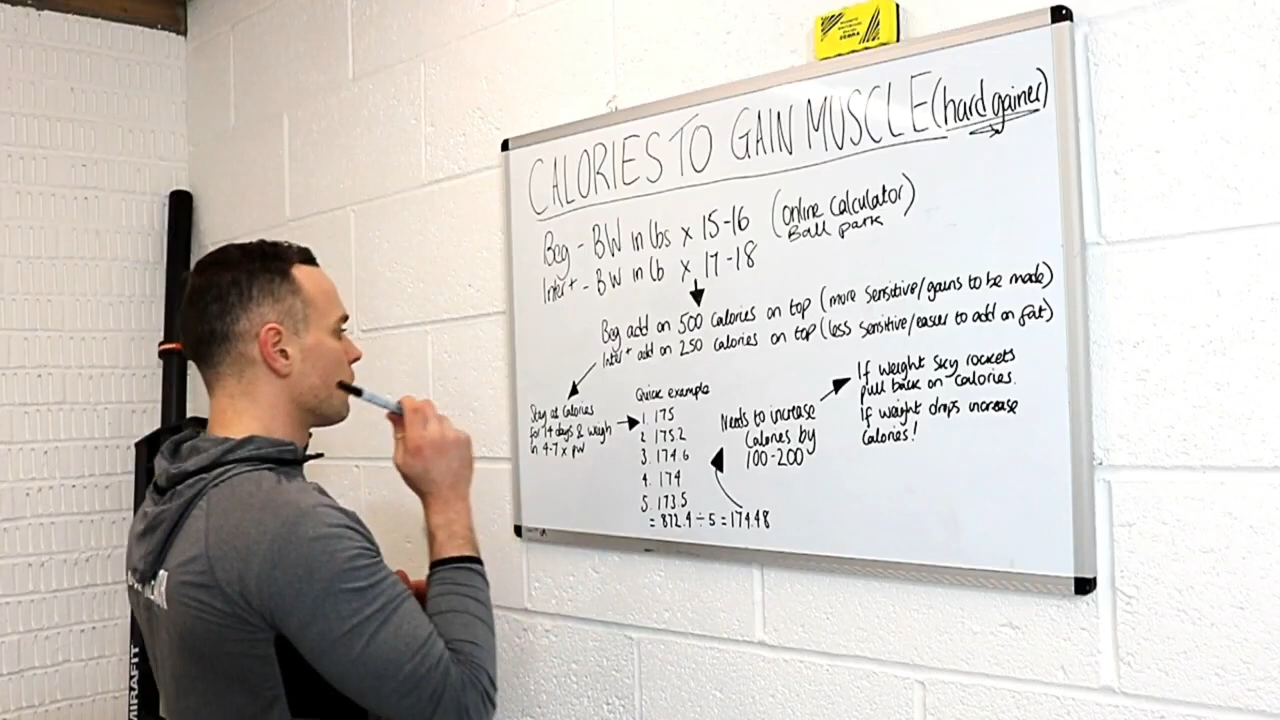 CALORIES TO GAIN MUSCLE (hard gainer)
Beg - BW in lbs x 15-16 (online calculator)
Ball park
Inter+ - BW in lb x 17-18
Beg add on 500 calories on top (more sensitive/gains to be made)
Inter+ add on 250 calories on top (less sensitive/easier to add on fat)
Stay at calories
for 14 days & weigh
in 4-7 x pw
Quick example
1. 175
2. 175.2
3. 174.6
4. 174
5. 173.5
= 872.4 ÷ 5 = 174.48
Needs to increase
calories by
100-200
If weight sky rockets
pull back on calories.
If weight drops increase
calories!
MIRAFIT
ZEBRA